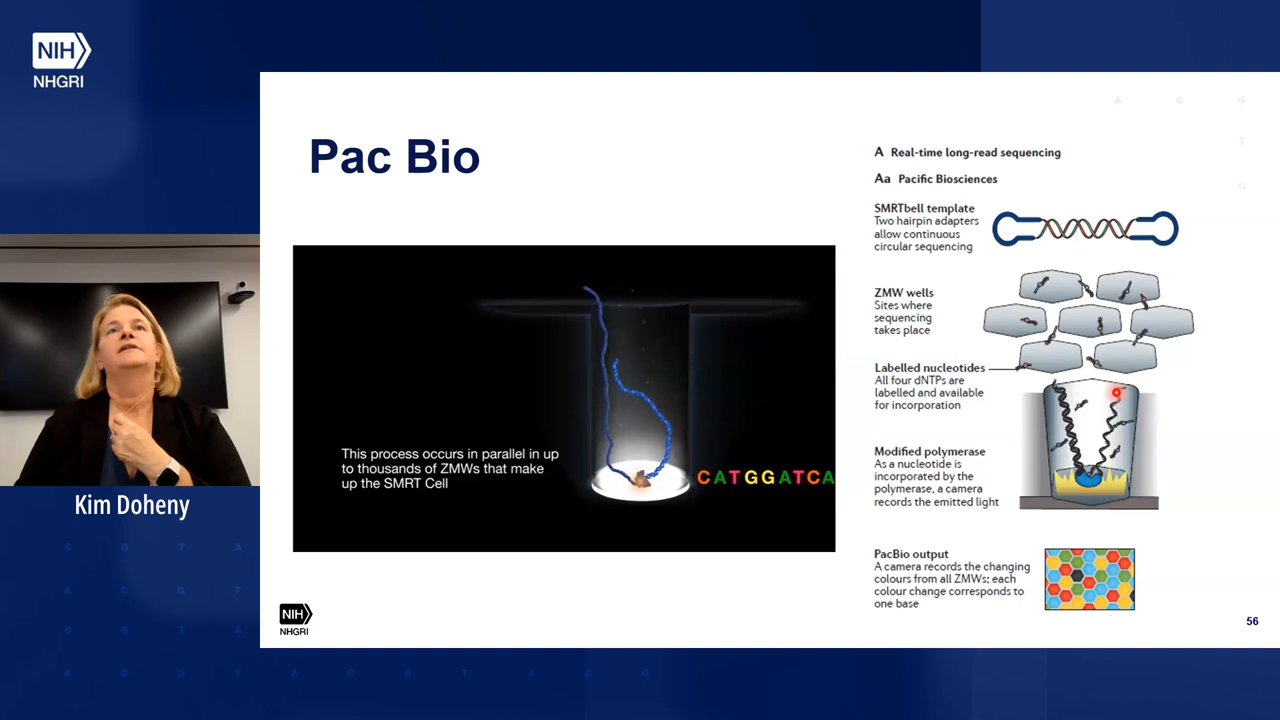 NIH
NHGRI
Pac Bio
This process occurs in parallel in up
to thousands of ZMWs that make
up the SMRT Cell
CATGGATCA
A Real-time long-read sequencing
Aa Pacific Biosciences
SMRTbell template
Two hairpin adapters
allow continuous
circular sequencing
ZMW wells
Sites where
sequencing
takes place
Labelled nucleotides
All four dNTPs are
labelled and available
for incorporation
Modified polymerase
As a nucleotide is
incorporated by the
polymerase, a camera
records the emitted light
PacBio output
A camera records the changing
colours from all ZMWs; each
colour change corresponds to
one base
NIH
NHGRI
56
Kim Doheny
A C G
T
C G T A
A C G T
C G T A
A C G T A C G T A C G